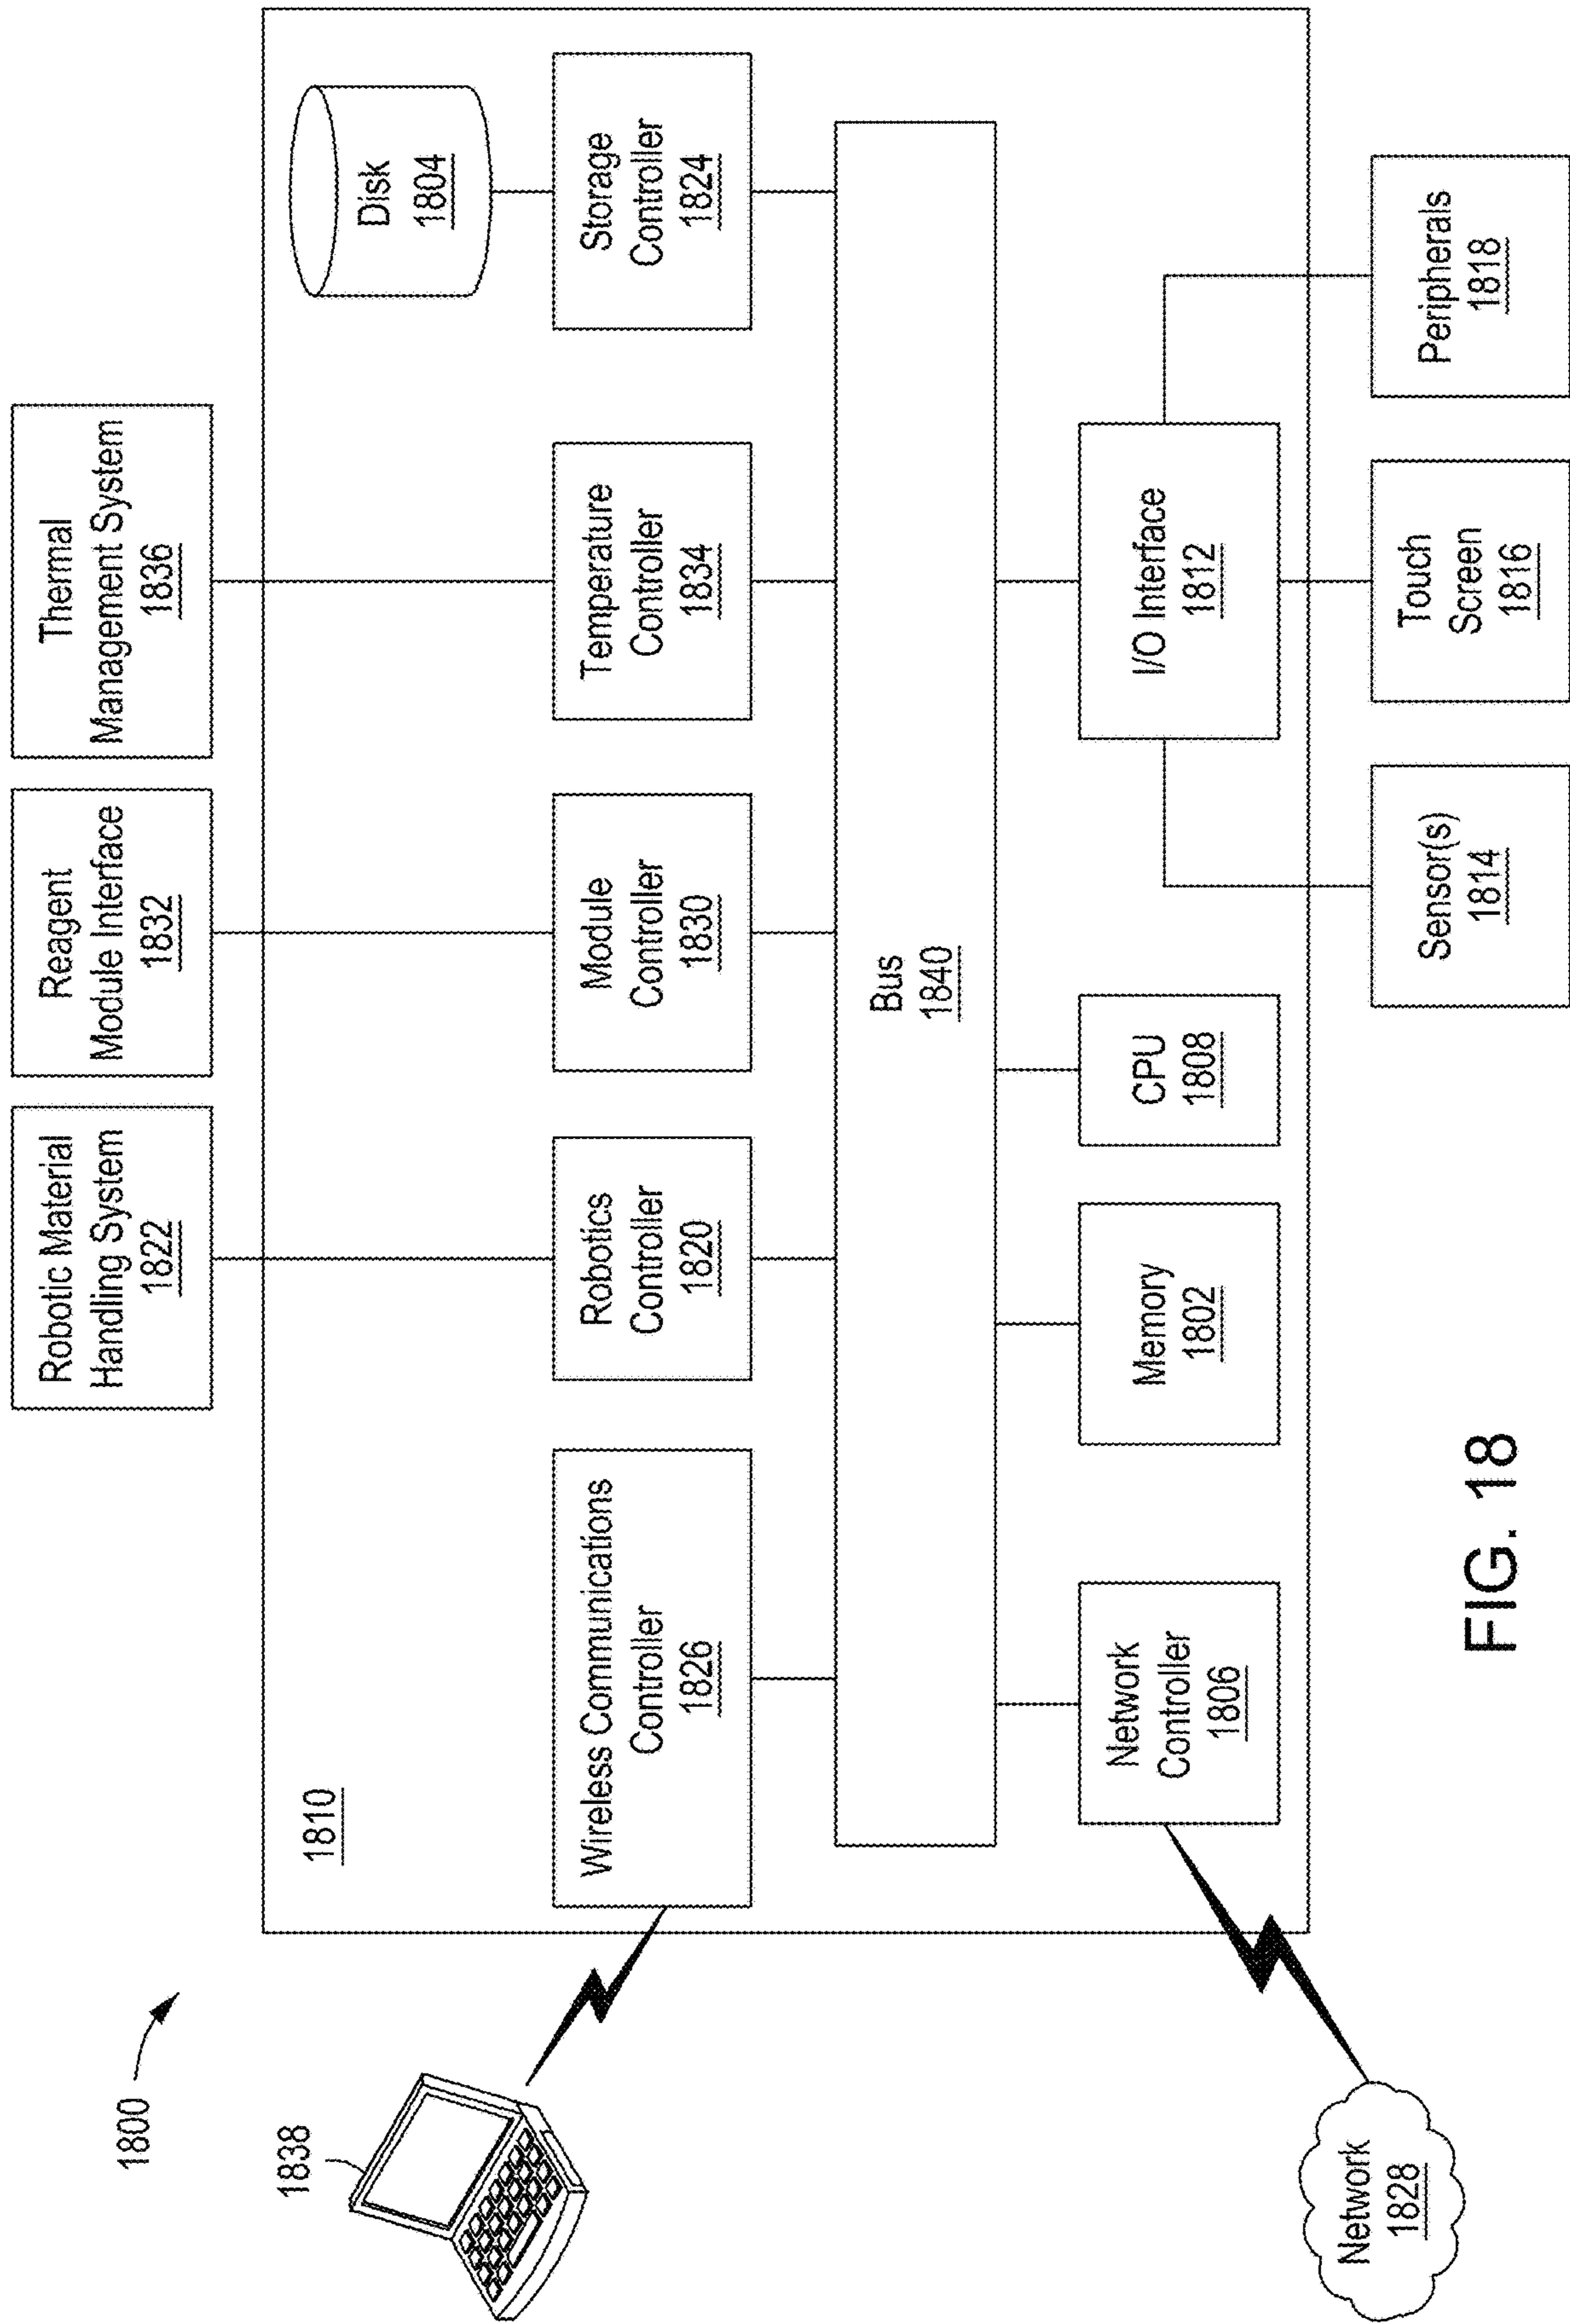 1800
1838
1810
Robotic Material
Handling System
1822
Reagent
Module Interface
1832
Thermal
Management System
1836
Wireless Communications
Controller
1826
Robotics
Controller
1820
Module
Controller
1830
Temperature
Controller
1834
Storage
Controller
1824
Disk
1804
Bus
1840
Network
Controller
1806
Memory
1802
CPU
1808
I/O Interface
1812
Network
1828
Sensor(s)
1814
Touch
Screen
1816
Peripherals
1818
FIG. 18